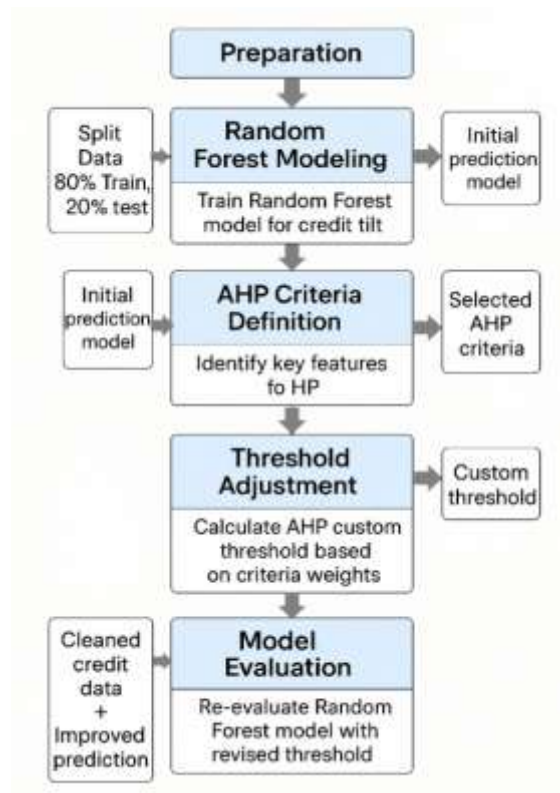 Preparation
Split
Data
80% Train,
20% test
Random
Forest Modeling
Train Random Forest
model for credit tilt
Initial
prediction
model
Initial
prediction
model
AHP Criteria
Definition
Identify key features
fo HP
Selected
AHP
criteria
Threshold
Adjustment
Calculate AHP custom
threshold based
on criteria weights
Custom
threshold
Cleaned
credit
data
+
Improved
prediction
Model
Evaluation
Re-evaluate Random
Forest model with
revised threshold